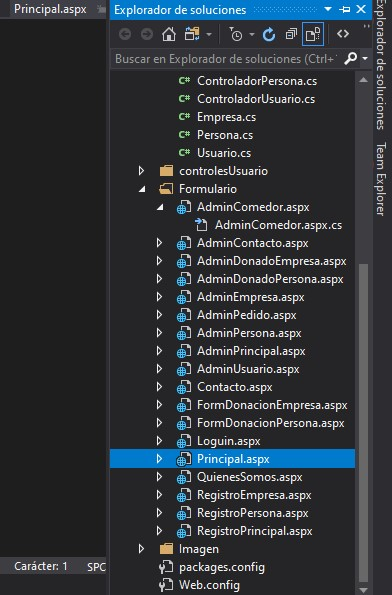 Principal.aspx
Explorador de soluciones
Buscar en Explorador de soluciones (Ctrl+
C# ControladorPersona.cs
C# ControladorUsuario.cs
C# Empresa.cs
C# Persona.cs
C# Usuario.cs
controlesUsuario
Formulario
AdminComedor.aspx
AdminComedor.aspx.cs
AdminContacto.aspx
AdminDonadoEmpresa.aspx
AdminDonadoPersona.aspx
AdminEmpresa.aspx
AdminPedido.aspx
AdminPersona.aspx
AdminPrincipal.aspx
AdminUsuario.aspx
Contacto.aspx
FormDonacionEmpresa.aspx
FormDonacionPersona.aspx
Loguin.aspx
Principal.aspx
QuienesSomos.aspx
RegistroEmpresa.aspx
RegistroPersona.aspx
RegistroPrincipal.aspx
Imagen
packages.config
Web.config
Carácter: 1 SPC
Explorador de soluciones
Team Explorer